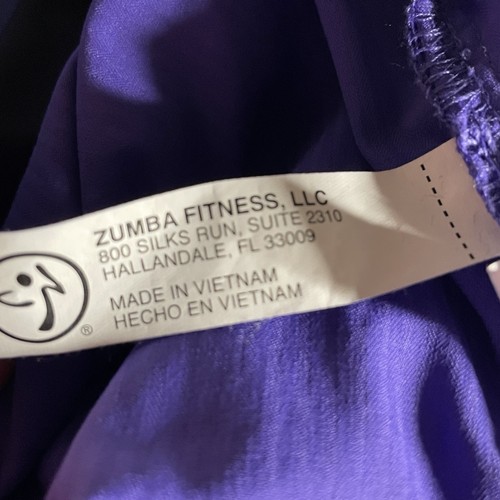 ZUMBA FITNESS, LLC
800 SILKS RUN, SUITE 2310
HALLANDALE, FL 33009
MADE IN VIETNAM
HECHO EN VIETNAM
®